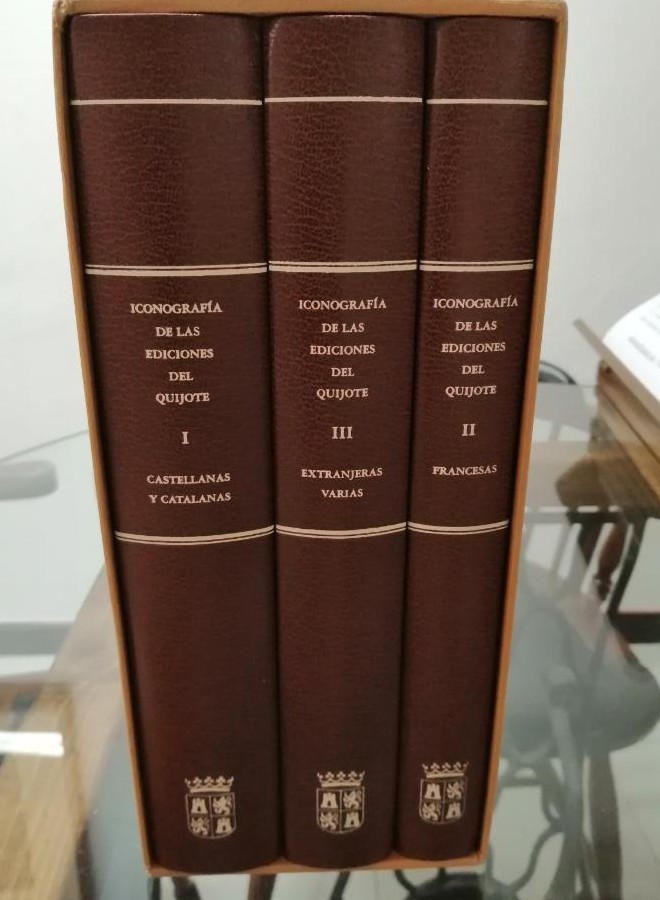 ICONOGRAFÍA
DE LAS
EDICIONES
DEL
QUIJOTE
I
CASTELLANAS
Y CATALANAS
ICONOGRAFÍA
DE LAS
EDICIONES
DEL
QUIJOTE
III
EXTRANJERAS
VARIAS
ICONOGRAFÍA
DE LAS
EDICIONES
DEL
QUIJOTE
II
FRANCESAS